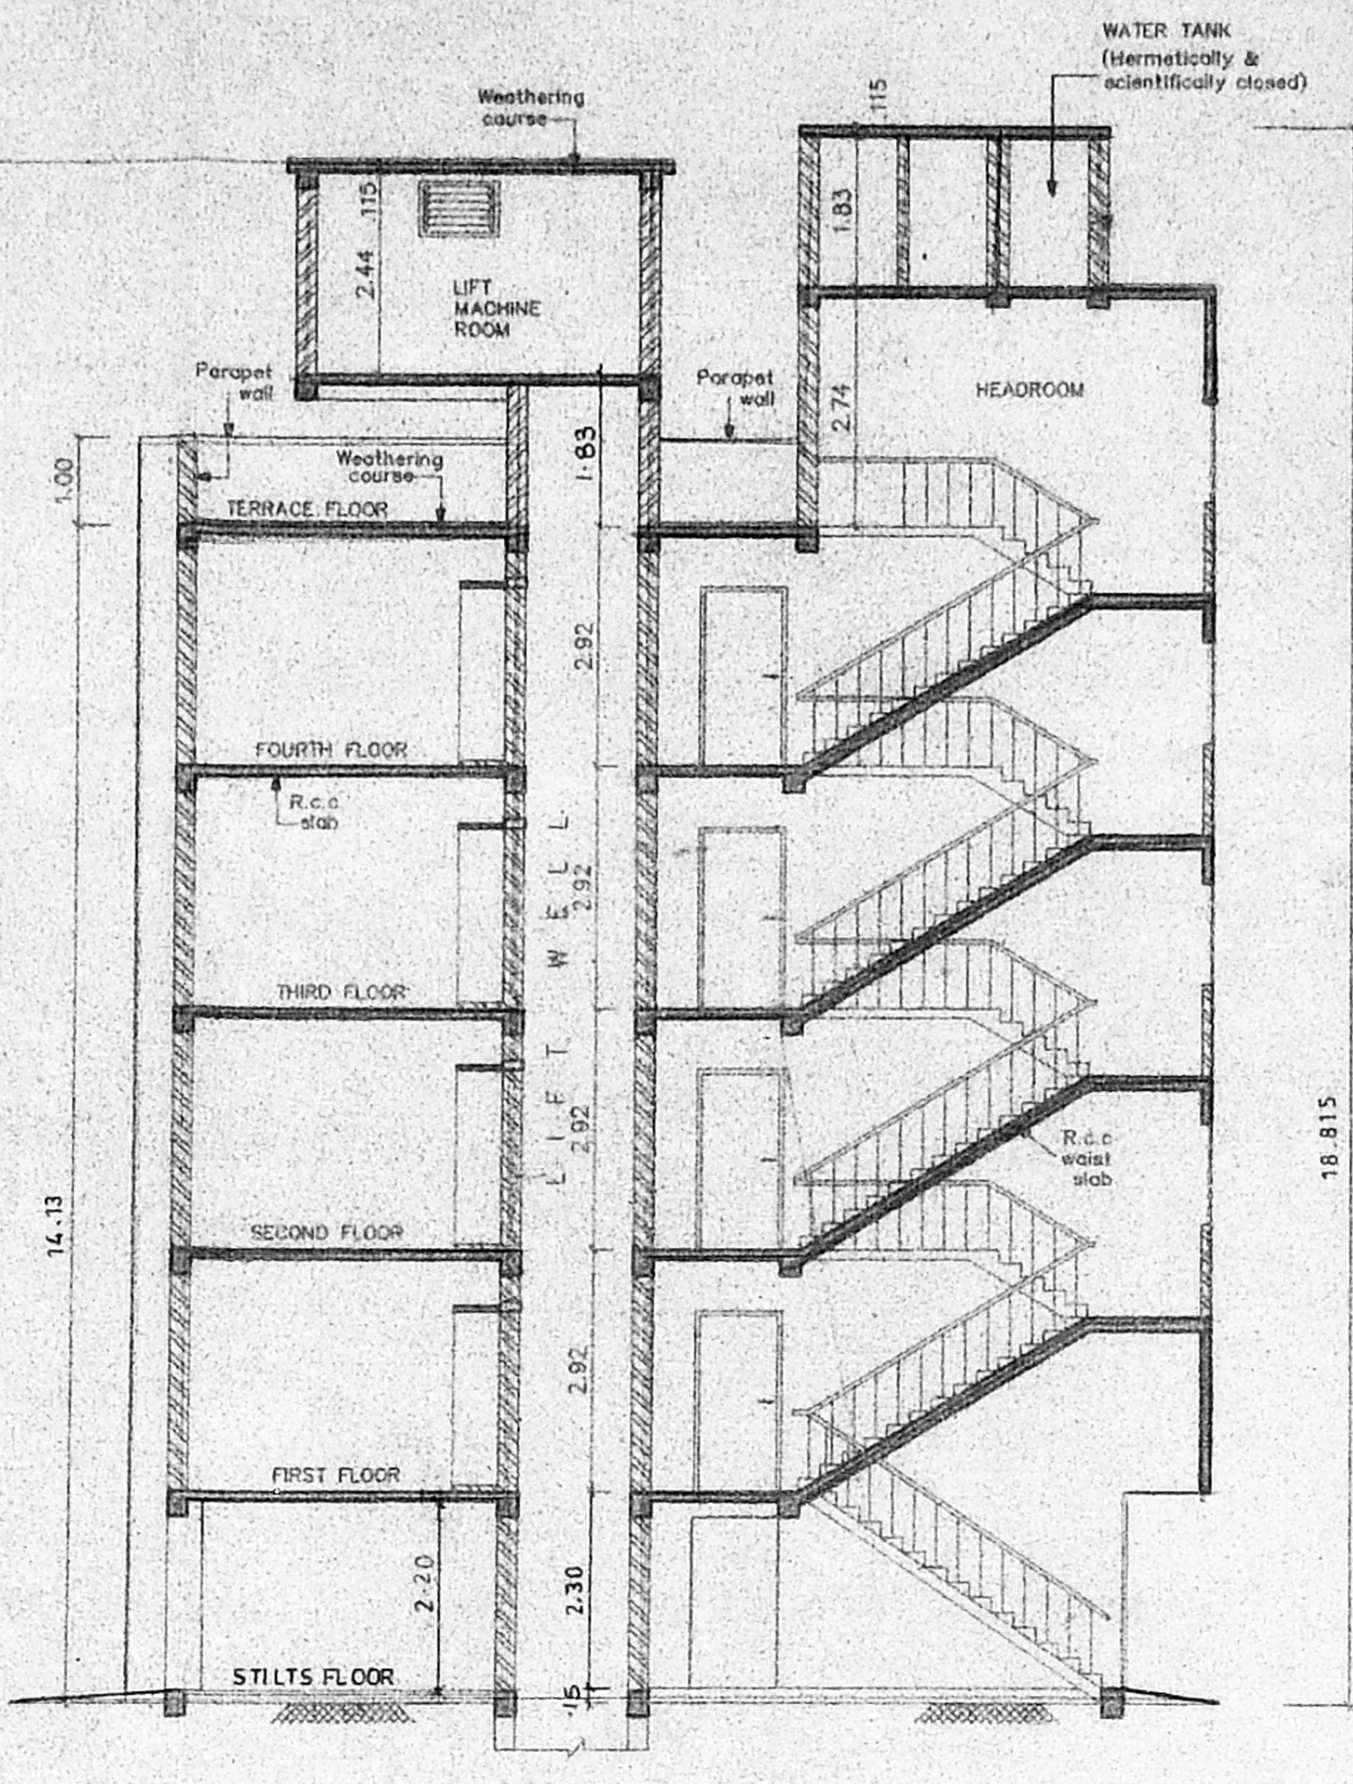 WATER TANK
(Hermetically &
scientifically closed)
.115
Weathering
course
1.83
.115
2.44
LIFT
MACHINE
ROOM
Parapet
wall
Parapet
wall
HEADROOM
2.74
1.83
1.00
Weathering
course
TERRACE FLOOR
2.92
FOURTH FLOOR
R.c.c
slab
2.92
LIFT WELL
THIRD FLOOR
2.92
R.c.c
waist
slab
18.815
14.13
SECOND FLOOR
2.92
FIRST FLOOR
2.20
2.30
STILTS FLOOR
.15